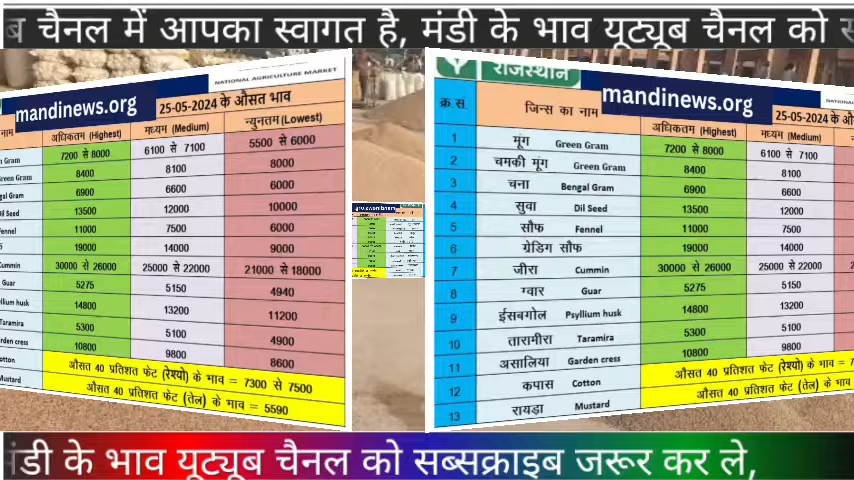 ब चैनल में आपका स्वागत है, मंडी के भाव यूट्यूब चैनल को स
NATIONAL AGRICULTURE MARKET
mandinews.org
25-05-2024 के औसत भाव
नाम अधिकतम (Highest) मध्यम (Medium) न्युनतम (Lowest)
n Gram 7200 से 8000 6100 से 7100 5500 से 6000
reen Gram 8400 8100 8000
gal Gram 6900 6600 6000
Dil Seed 13500 12000 10000
Fennel 11000 7500 6000
19000 14000 9000
Cummin 30000 से 26000 25000 से 22000 21000 से 18000
Guar 5275 5150 4940
llium husk 14800 13200 11200
Taramira 5300 5100 4900
arden cress 10800 9800 8600
otton औसत 40 प्रतिशत फेट (रेश्यो) के भाव = 7300 से 7500
Mustard औसत 40 प्रतिशत फेट (तेल) के भाव = 5590
राजस्थान
NATIONA
mandinews.org
25-05-2024 के औ
क्र.सं. जिन्स का नाम अधिकतम (Highest) मध्यम (Medium)
1 मूंग Green Gram 7200 से 8000 6100 से 7100
2 चमकी मूंग Green Gram 8400 8100
3 चना Bengal Gram 6900 6600
4 सुवा Dil Seed 13500 12000
5 सौफ Fennel 11000 7500
6 ग्रेडिग सौफ 19000 14000
7 जीरा Cummin 30000 से 26000 25000 से 22000 2
8 ग्वार Guar 5275 5150
9 ईसबगोल Psyllium husk 14800 13200
10 तारामीरा Taramira 5300 5100
11 असालिया Garden cress 10800 9800
12 कपास Cotton औसत 40 प्रतिशत फेट (रेश्यो) के भाव = 7
13 रायड़ा Mustard औसत 40 प्रतिशत फेट (तेल) के भाव
मंडी के भाव यूट्यूब चैनल को सब्सक्राइब जरूर कर ले,